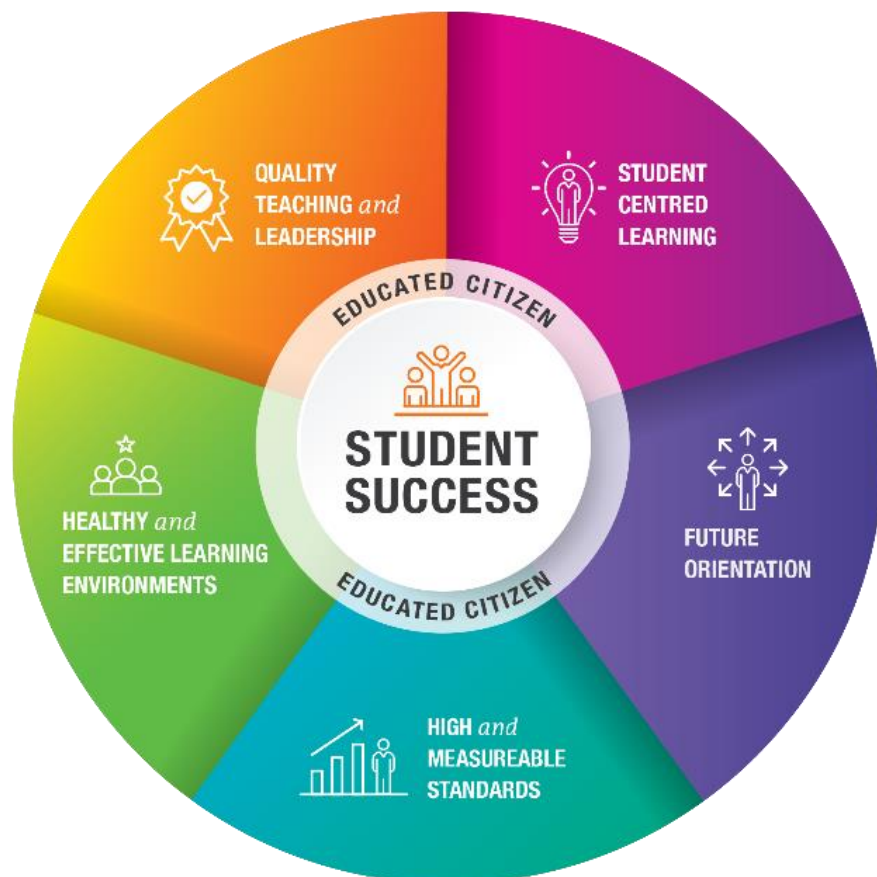 QUALITY
TEACHING and
LEADERSHIP
STUDENT
CENTRED
LEARNING
EDUCATED CITIZEN
STUDENT
SUCCESS
HEALTHY and
EFFECTIVE LEARNING
ENVIRONMENTS
FUTURE
ORIENTATION
EDUCATED CITIZEN
HIGH and
MEASUREABLE
STANDARDS